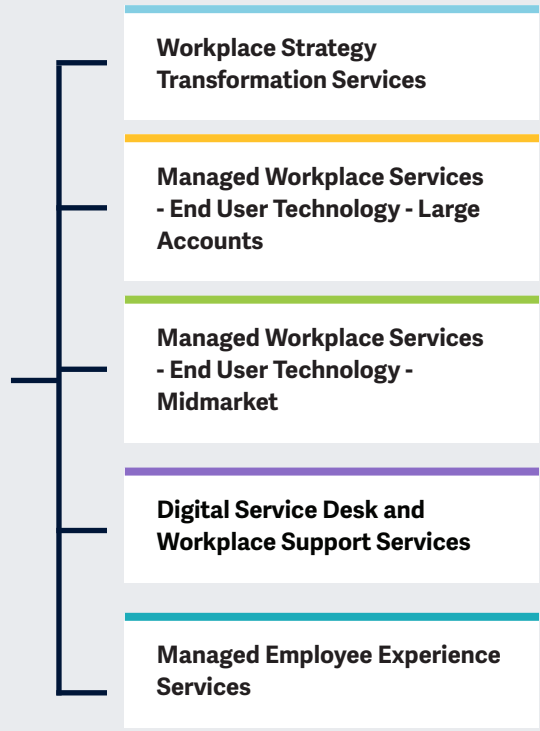 Workplace Strategy
Transformation Services
Managed Workplace Services
- End User Technology - Large
Accounts
Managed Workplace Services
- End User Technology -
Midmarket
Digital Service Desk and
Workplace Support Services
Managed Employee Experience
Services